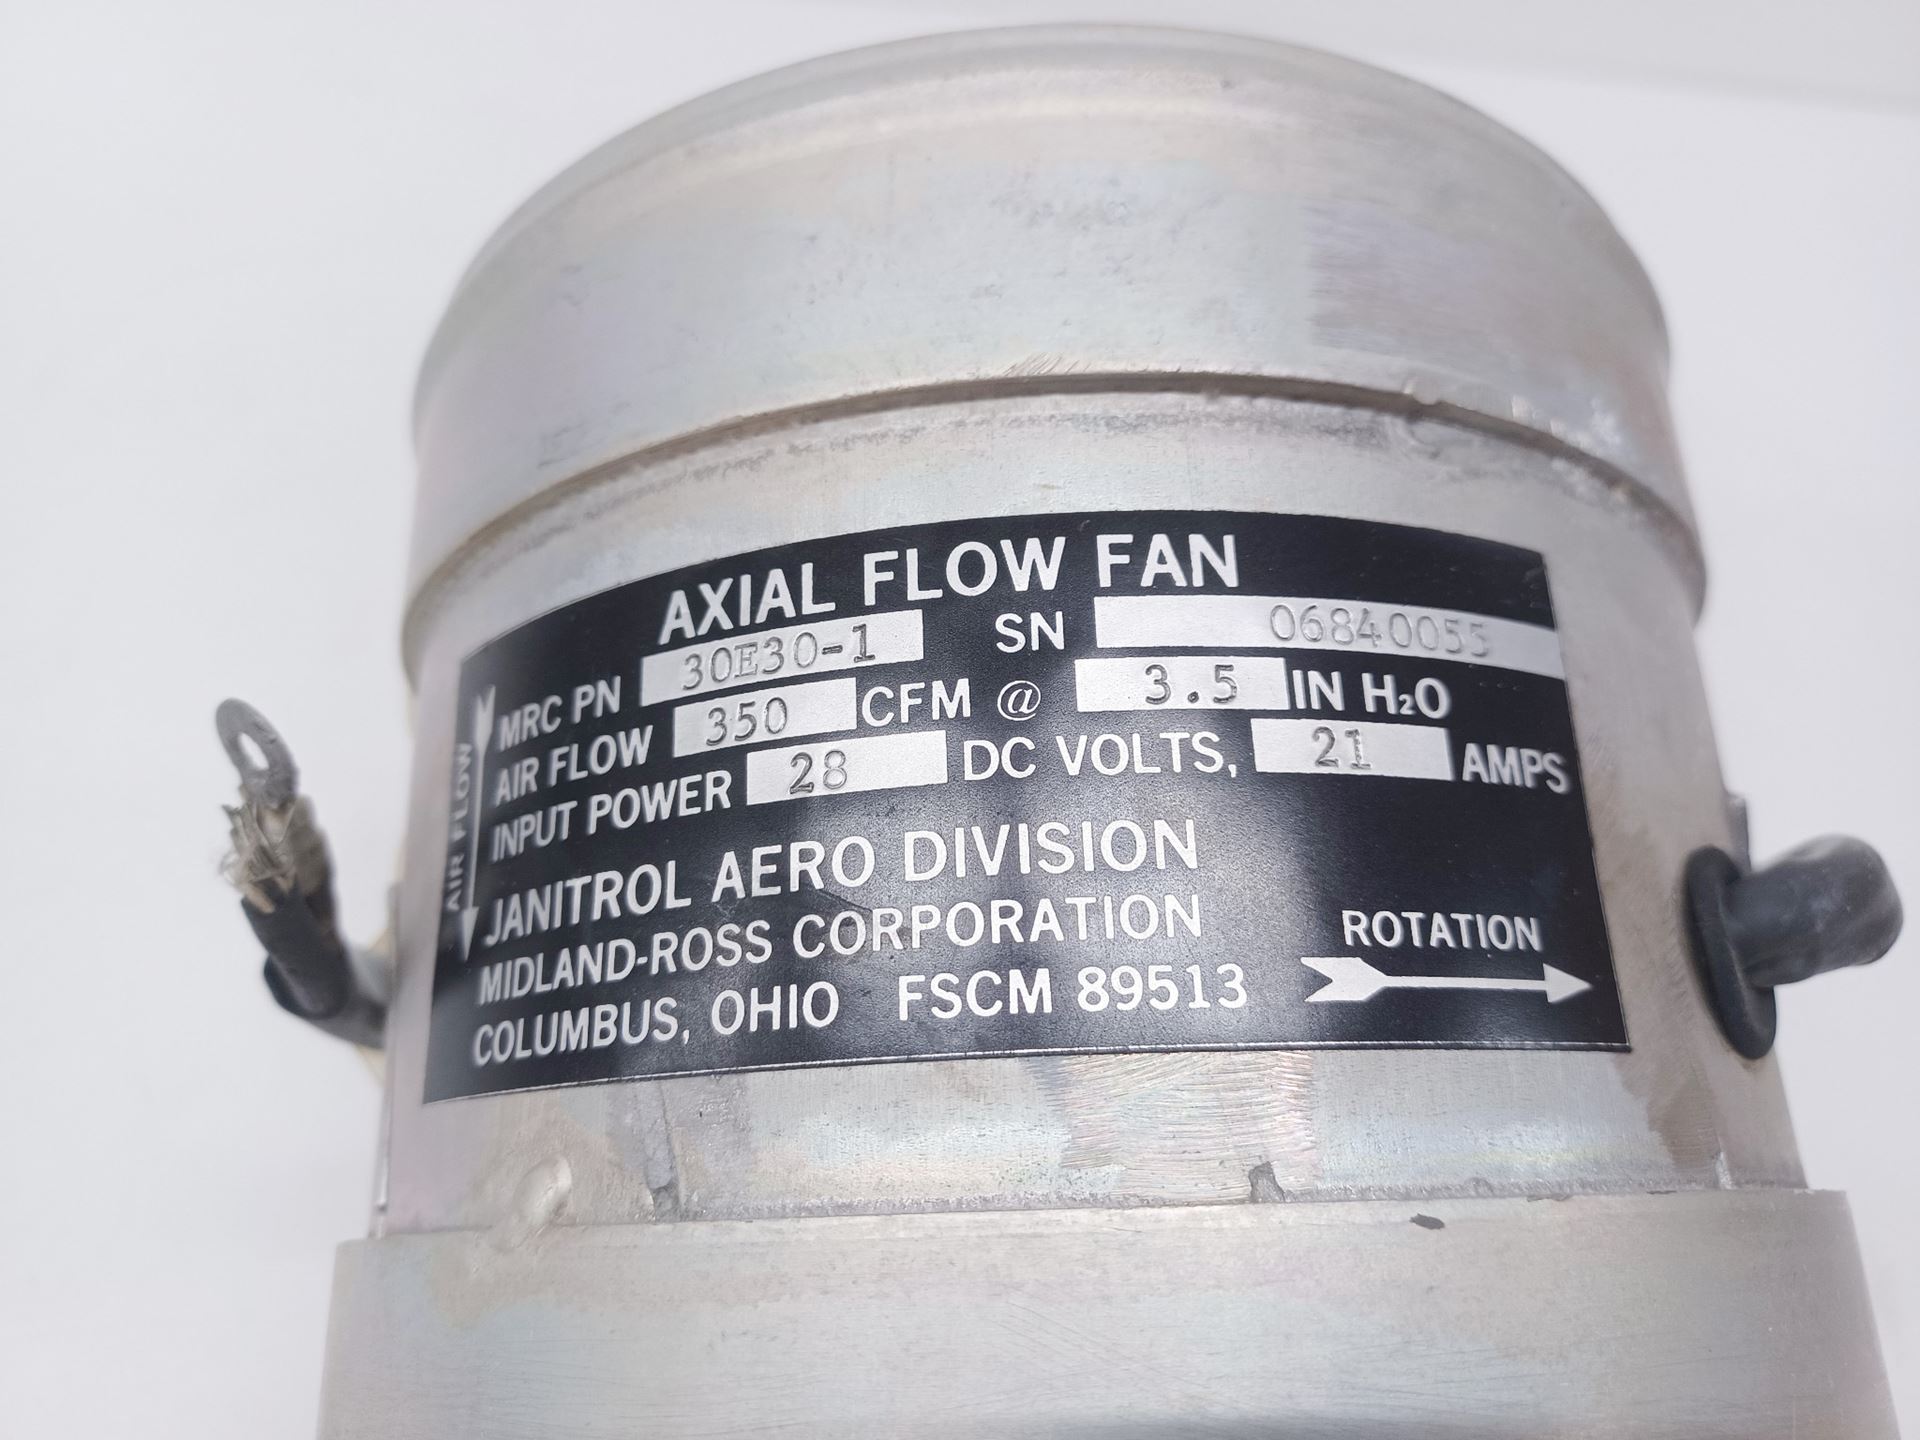 AXIAL FLOW FAN
MRC PN 30E30-1 SN 06840055
AIR FLOW 350 CFM @ 3.5 IN H₂O
INPUT POWER 28 DC VOLTS, 21 AMPS
JANITROL AERO DIVISION
MIDLAND-ROSS CORPORATION
COLUMBUS, OHIO FSCM 89513
AIR FLOW
ROTATION